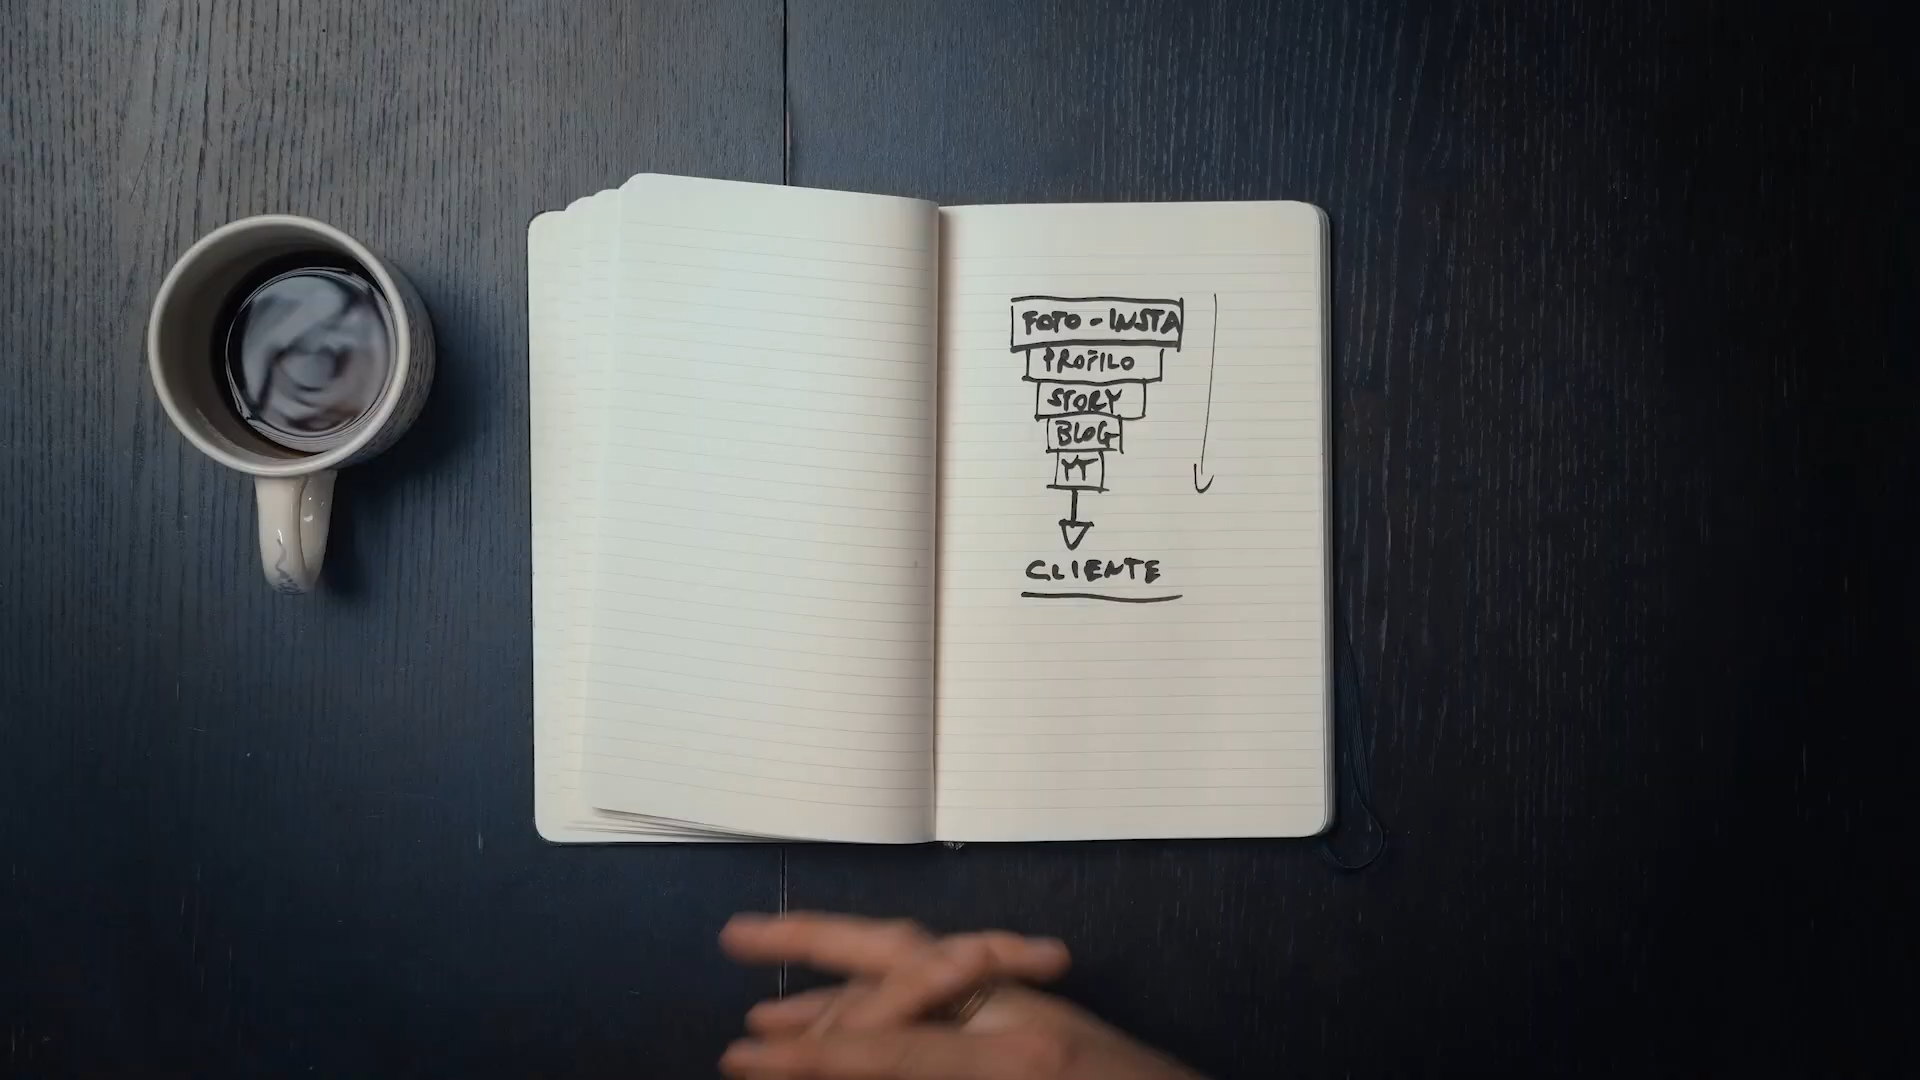 FOTO - INSTA
PROFILO
STORY
BLOG
YT
CLIENTE